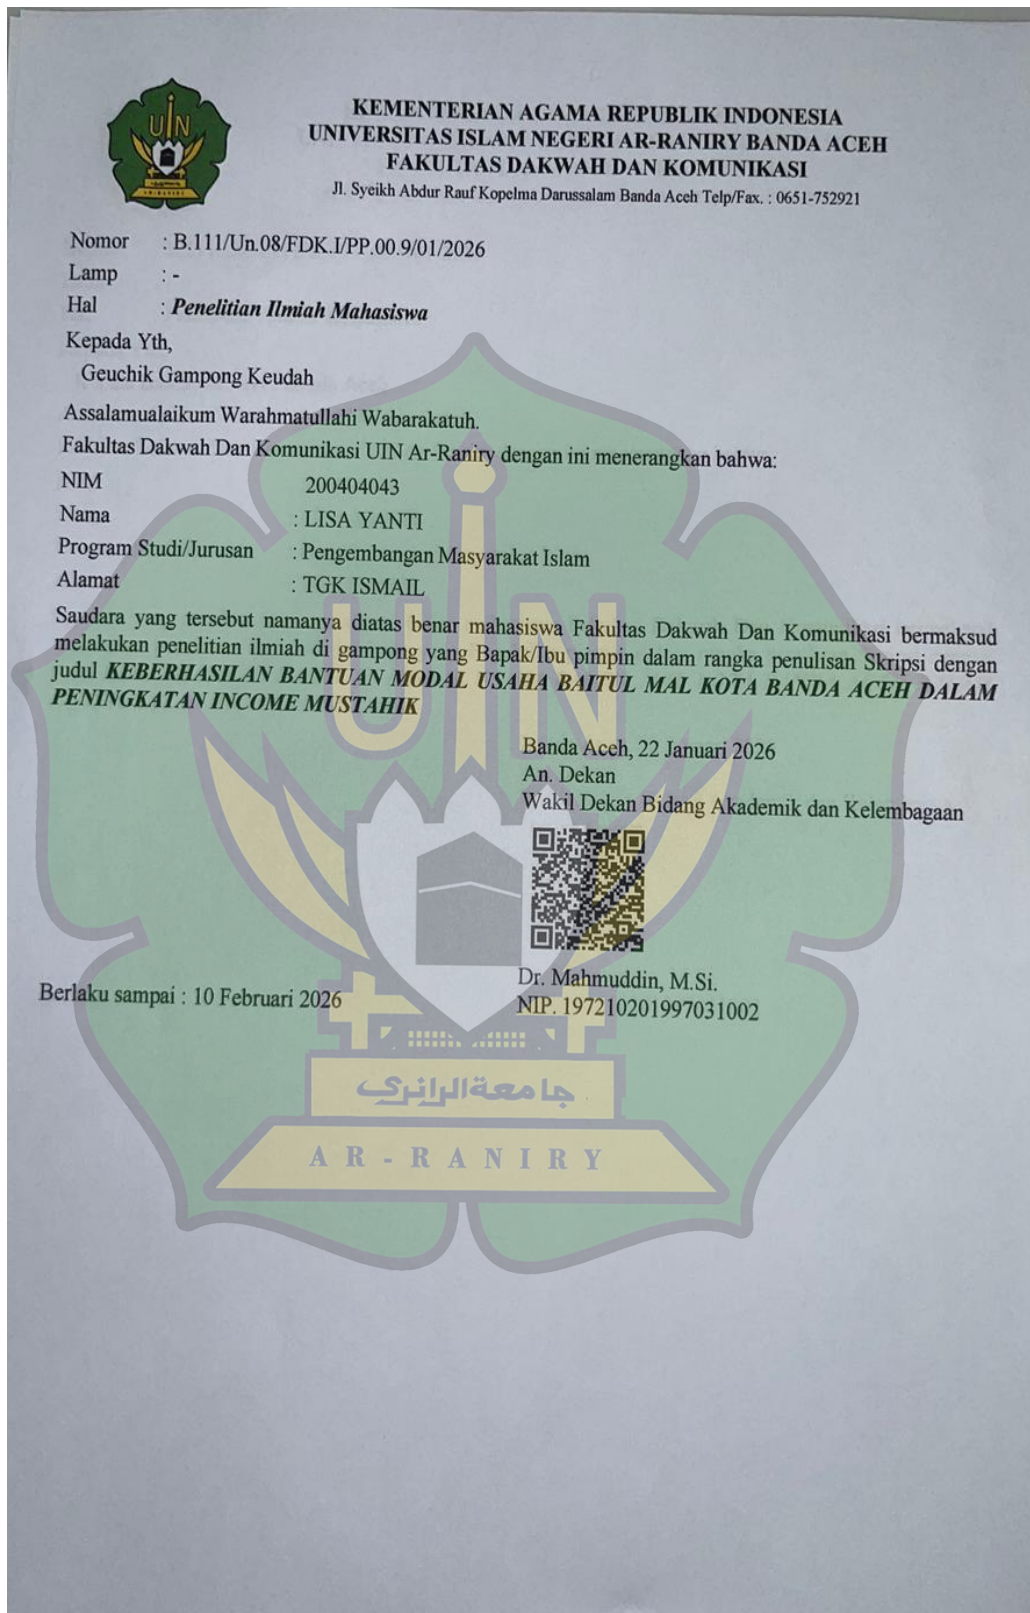 UIN
AR-RANIRY
KEMENTERIAN AGAMA REPUBLIK INDONESIA
UNIVERSITAS ISLAM NEGERI AR-RANIRY BANDA ACEH
FAKULTAS DAKWAH DAN KOMUNIKASI
Jl. Syeikh Abdur Rauf Kopelma Darussalam Banda Aceh Telp/Fax. : 0651-752921
Nomor : B.111/Un.08/FDK.I/PP.00.9/01/2026
Lamp : -
Hal : Penelitian Ilmiah Mahasiswa
Kepada Yth,
Geuchik Gampong Keudah
Assalamualaikum Warahmatullahi Wabarakatuh.
Fakultas Dakwah Dan Komunikasi UIN Ar-Raniry dengan ini menerangkan bahwa:
NIM 200404043
Nama : LISA YANTI
Program Studi/Jurusan : Pengembangan Masyarakat Islam
Alamat : TGK ISMAIL
Saudara yang tersebut namanya diatas benar mahasiswa Fakultas Dakwah Dan Komunikasi bermaksud
melakukan penelitian ilmiah di gampong yang Bapak/Ibu pimpin dalam rangka penulisan Skripsi dengan
judul KEBERHASILAN BANTUAN MODAL USAHA BAITUL MAL KOTA BANDA ACEH DALAM
PENINGKATAN INCOME MUSTAHIK
Banda Aceh, 22 Januari 2026
An. Dekan
Wakil Dekan Bidang Akademik dan Kelembagaan
Dr. Mahmuddin, M.Si.
NIP. 197210201997031002
Berlaku sampai : 10 Februari 2026
UIN
جامعةالرانري
AR-RANIRY